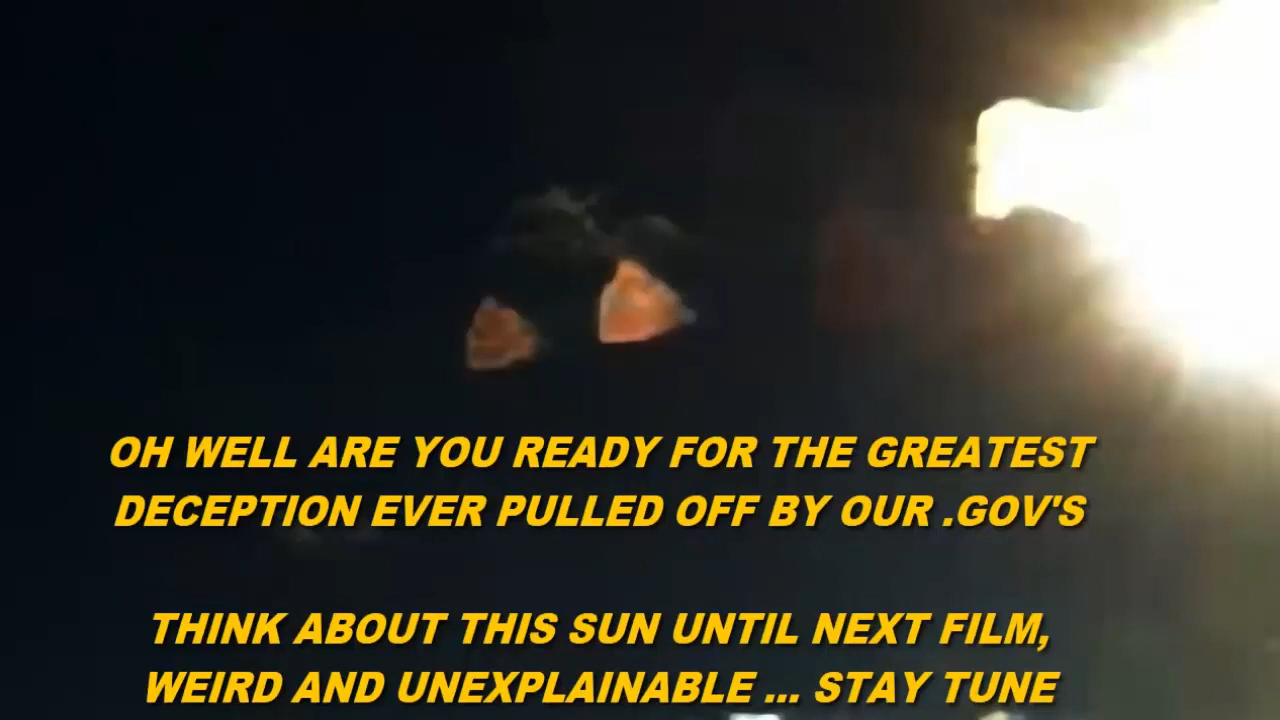 OH WELL ARE YOU READY FOR THE GREATEST
DECEPTION EVER PULLED OFF BY OUR .GOV'S
THINK ABOUT THIS SUN UNTIL NEXT FILM,
WEIRD AND UNEXPLAINABLE ... STAY TUNE